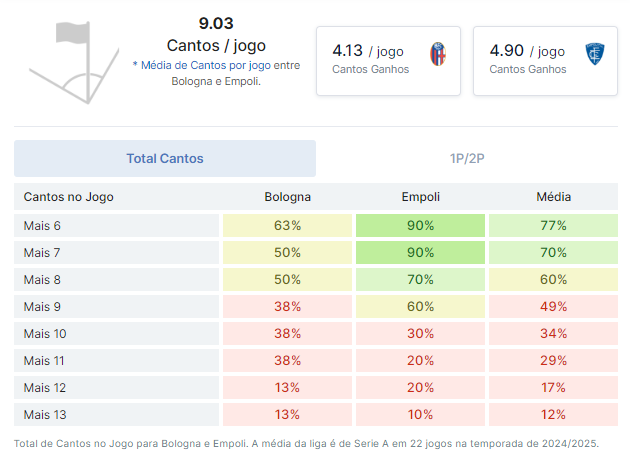 9.03
Cantos / jogo
* Média de Cantos por jogo entre
Bologna e Empoli.
4.13 / jogo
Cantos Ganhos
4.90 / jogo
Cantos Ganhos
Total Cantos 1P/2P
Cantos no Jogo Bologna Empoli Média
Mais 6 63% 90% 77%
Mais 7 50% 90% 70%
Mais 8 50% 70% 60%
Mais 9 38% 60% 49%
Mais 10 38% 30% 34%
Mais 11 38% 20% 29%
Mais 12 13% 20% 17%
Mais 13 13% 10% 12%
Total de Cantos no Jogo para Bologna e Empoli. A média da liga é de Serie A em 22 jogos na temporada de 2024/2025.